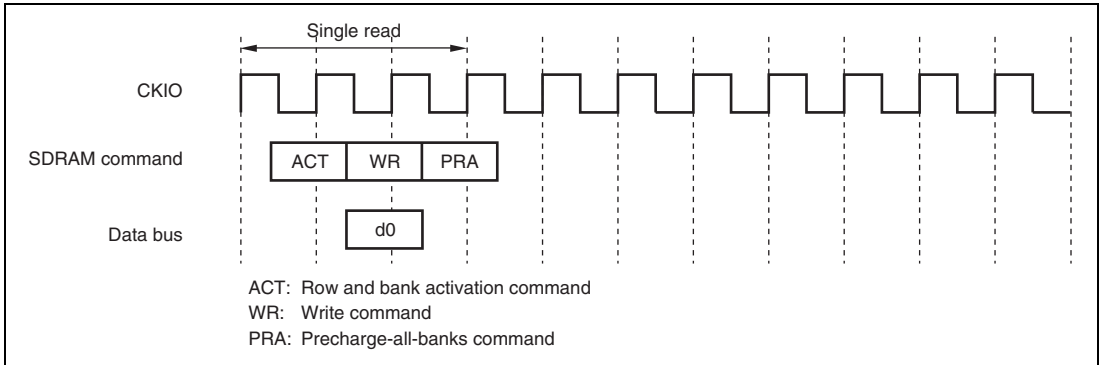 Single read
CKIO
SDRAM command
ACT
WR
PRA
Data bus
d0
ACT: Row and bank activation command
WR: Write command
PRA: Precharge-all-banks command